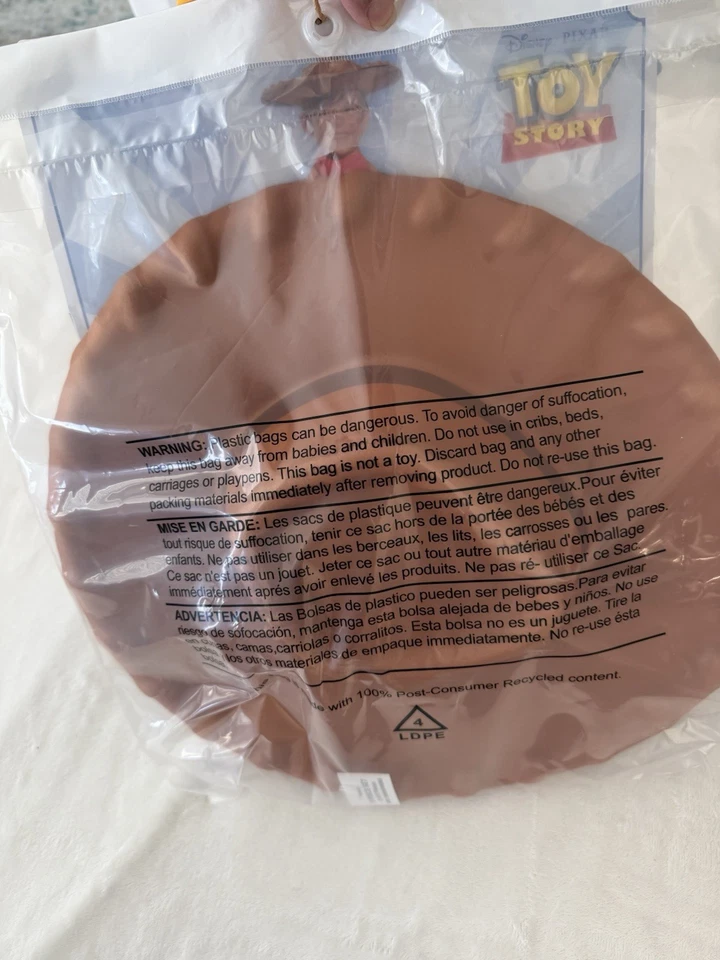 Disney PIXAR
TOY
STORY
WARNING: Plastic bags can be dangerous. To avoid danger of suffocation,
keep this bag away from babies and children. Do not use in cribs, beds,
carriages or playpens. This bag is not a toy. Discard bag and any other
packing materials immediately after removing product. Do not re-use this bag.
MISE EN GARDE: Les sacs de plastique peuvent être dangereux.Pour éviter
tout risque de suffocation, tenir ce sac hors de la portée des bébés et des
enfants. Ne pas utiliser dans les berceaux, les lits, les carrosses ou les pares.
Ce sac n'est pas un jouet. Jeter ce sac ou tout autre matériau d'emballage
immédiatement après avoir enlevé les produits. Ne pas ré- utiliser ce Sac.
ADVERTENCIA: Las Bolsas de plastico pueden ser peligrosas.Para evitar
riesgo de sofocación, mantenga esta bolsa alejada de bebes y niños. No use
en cunas, camas,carriolas o corralitos. Esta bolsa no es un juguete. Tire la
bolsa los otros materiales de empaque immediatamente. No re-use ésta
with 100% Post-Consumer Recycled content.
4
LDPE